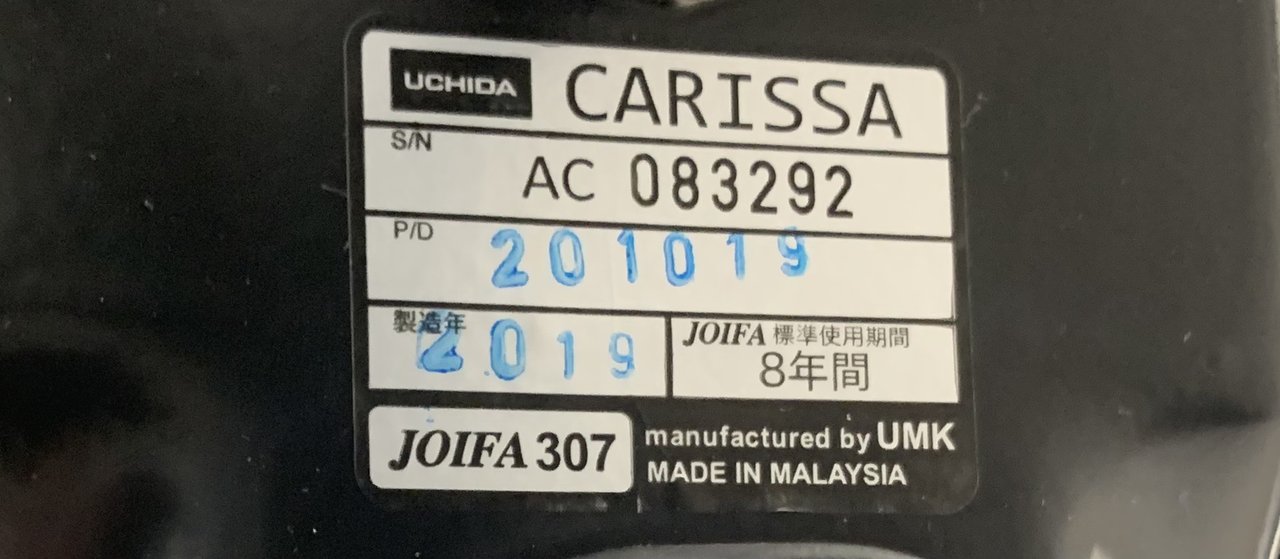 UCHIDA CARISSA
S/N AC 083292
P/D 201019
製造年 2019
JOIFA 標準使用期間
8年間
JOIFA 307
manufactured by UMK
MADE IN MALAYSIA